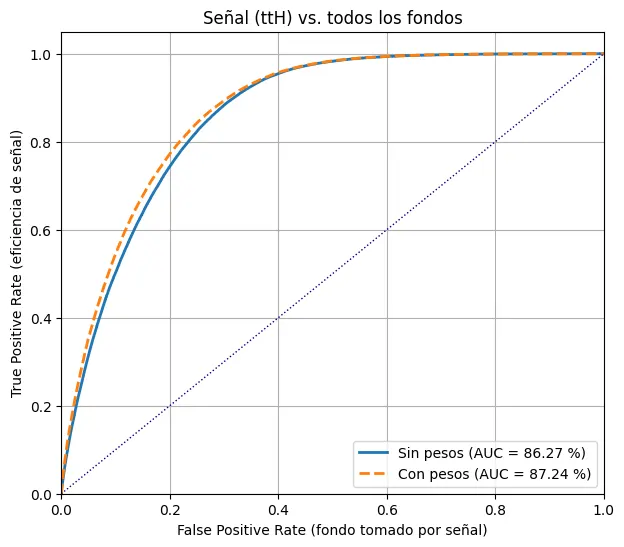 Señal (ttH) vs. todos los fondos
True Positive Rate (eficiencia de señal)
1.0
0.8
0.6
0.4
0.2
0.0
Sin pesos (AUC = 86.27 %)
Con pesos (AUC = 87.24 %)
0.0 0.2 0.4 0.6 0.8 1.0
False Positive Rate (fondo tomado por señal)